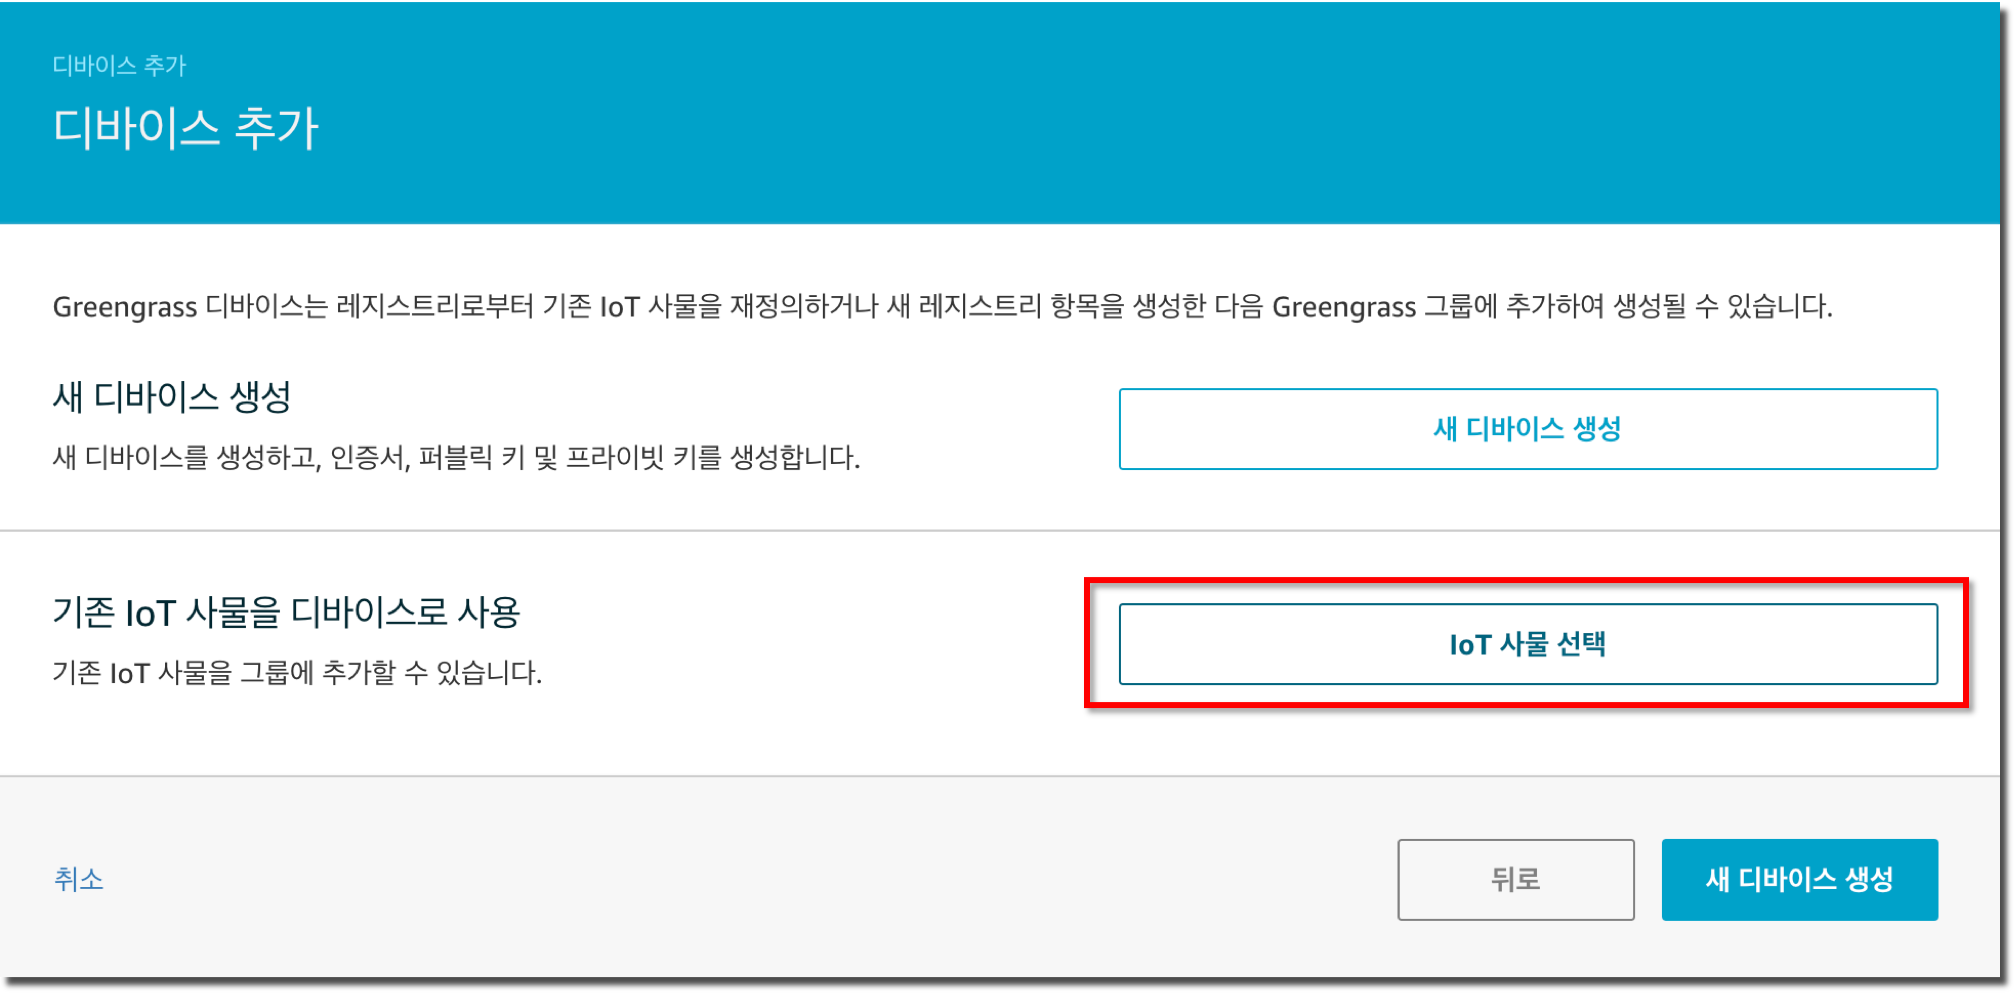 디바이스 추가
디바이스 추가
Greengrass 디바이스는 레지스트리로부터 기존 IoT 사물을 재정의하거나 새 레지스트리 항목을 생성한 다음 Greengrass 그룹에 추가하여 생성될 수 있습니다.
새 디바이스 생성
새 디바이스를 생성하고, 인증서, 퍼블릭 키 및 프라이빗 키를 생성합니다.
새 디바이스 생성
기존 IoT 사물을 디바이스로 사용
기존 IoT 사물을 그룹에 추가할 수 있습니다.
IoT 사물 선택
취소
뒤로
새 디바이스 생성